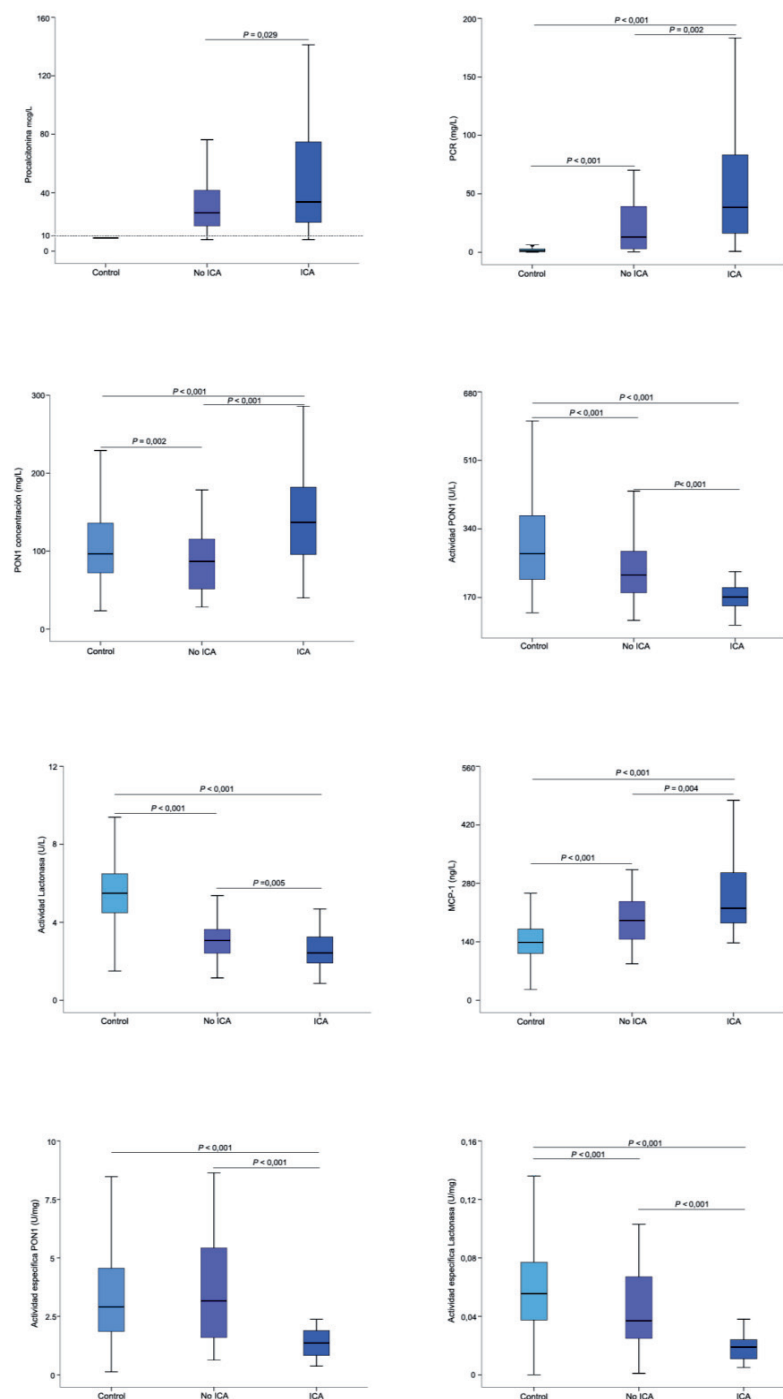 Procalcitonina mcg/L
160
120
80
40
10
0
P = 0,029
Control No ICA ICA
PCR (mg/L)
200
150
100
50
0
P < 0,001
P = 0,002
P < 0,001
Control No ICA ICA
PON1 concentración (mg/L)
300
200
100
0
P < 0,001
P < 0,001
P = 0,002
Control No ICA ICA
Actividad PON1 (U/L)
680
510
340
170
P < 0,001
P < 0,001
P< 0,001
Control No ICA ICA
Actividad Lactonasa (U/L)
12
8
4
0
P < 0,001
P < 0,001
P =0,005
Control No ICA ICA
MCP-1 (ng/L)
560
420
280
140
0
P < 0,001
P = 0,004
P < 0,001
Control No ICA ICA
Actividad específica PON1 (U/mg)
10
7.5
5
2.5
0
P < 0,001
P < 0,001
Control No ICA ICA
Actividad específica Lactonasa (U/mg)
0,16
0,12
0,08
0,04
0
P < 0,001
P < 0,001
P < 0,001
Control No ICA ICA